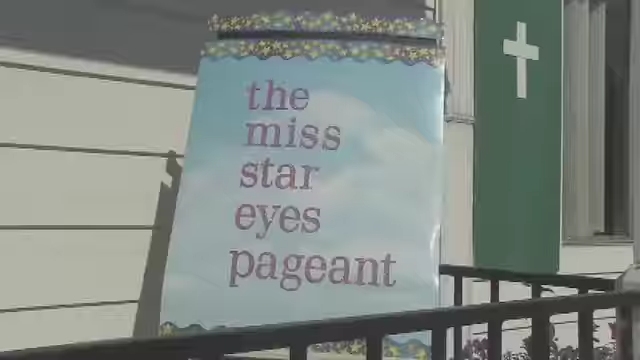 the
miss
star
eyes
pageant